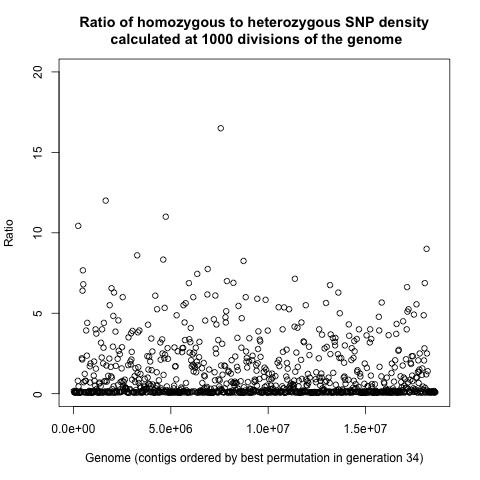 Ratio of homozygous to heterozygous SNP density
calculated at 1000 divisions of the genome
Ratio
20
15
10
5
0
0.0e+00 5.0e+06 1.0e+07 1.5e+07
Genome (contigs ordered by best permutation in generation 34)